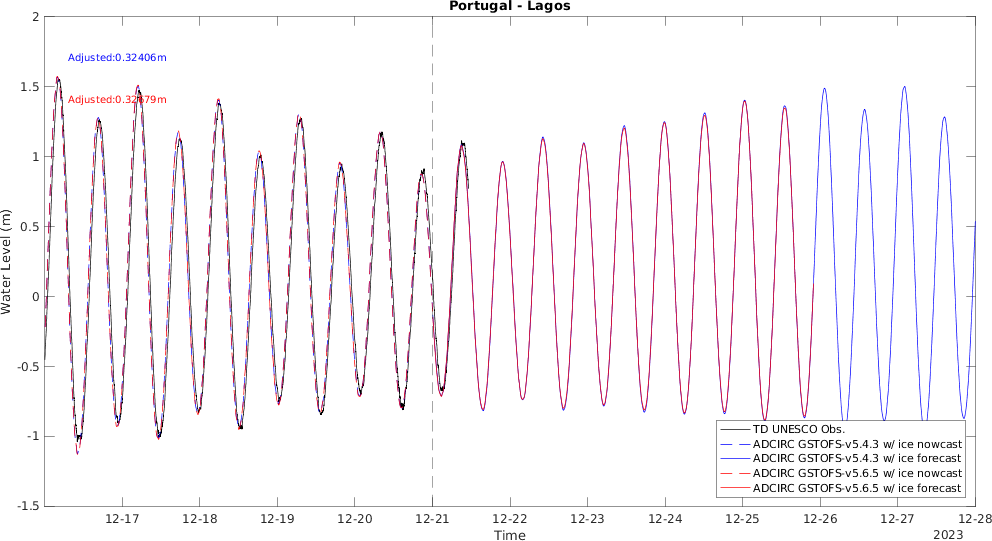 Portugal - Lagos
2
1.5
1
0.5
0
-0.5
-1
-1.5
Water Level (m)
Adjusted:0.32406m
Adjusted:0.32679m
TD UNESCO Obs.
ADCIRC GSTOFS-v5.4.3 w/ ice nowcast
ADCIRC GSTOFS-v5.4.3 w/ ice forecast
ADCIRC GSTOFS-v5.6.5 w/ ice nowcast
ADCIRC GSTOFS-v5.6.5 w/ ice forecast
12-17 12-18 12-19 12-20 12-21 12-22 12-23 12-24 12-25 12-26 12-27 12-28
Time
2023